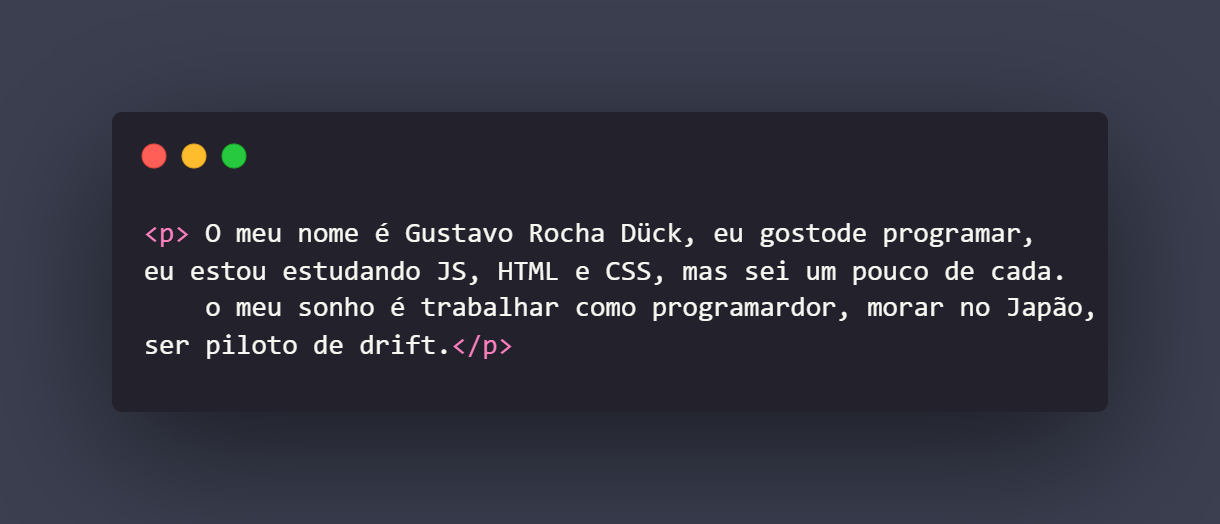 <p> O meu nome é Gustavo Rocha Dück, eu gostode programar,
eu estou estudando JS, HTML e CSS, mas sei um pouco de cada.
    o meu sonho é trabalhar como programardor, morar no Japão,
ser piloto de drift.</p>